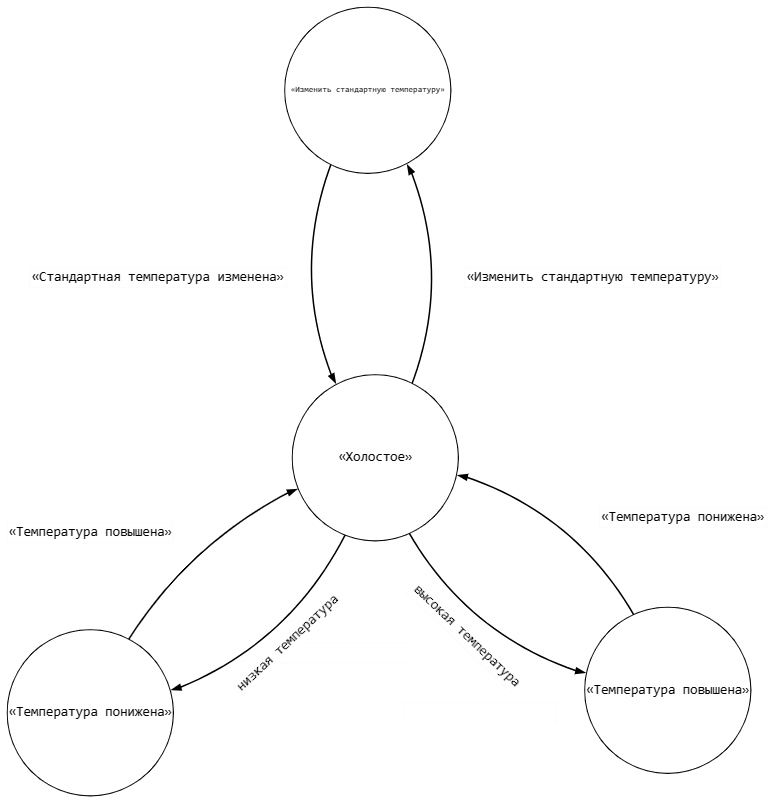 «Изменить стандартную температуру»
«Стандартная температура изменена»
«Изменить стандартную температуру»
«Холостое»
«Температура повышена»
«Температура понижена»
низкая температура
высокая температура
«Температура понижена»
«Температура повышена»